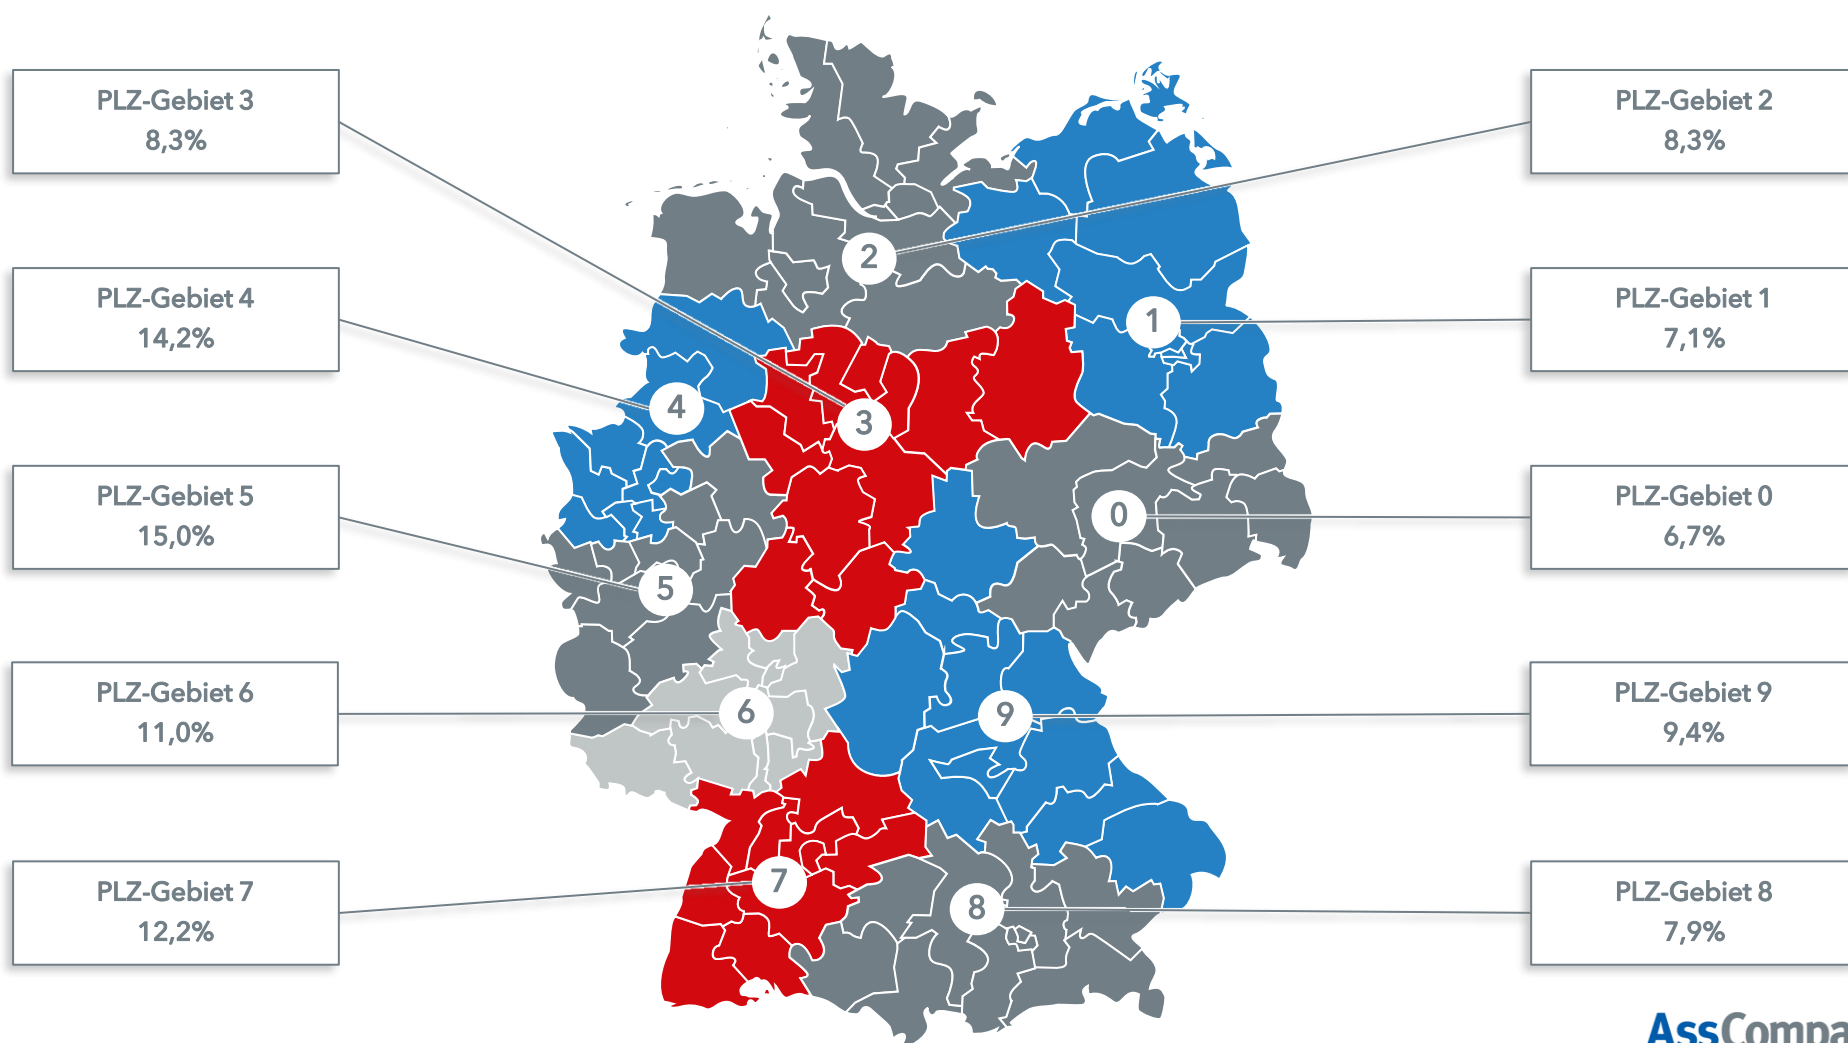 PLZ-Gebiet 3
8,3%
PLZ-Gebiet 4
14,2%
PLZ-Gebiet 5
15,0%
PLZ-Gebiet 6
11,0%
PLZ-Gebiet 7
12,2%
2
1
4
3
0
5
6
9
7
8
PLZ-Gebiet 2
8,3%
PLZ-Gebiet 1
7,1%
PLZ-Gebiet 0
6,7%
PLZ-Gebiet 9
9,4%
PLZ-Gebiet 8
7,9%
AssCompa